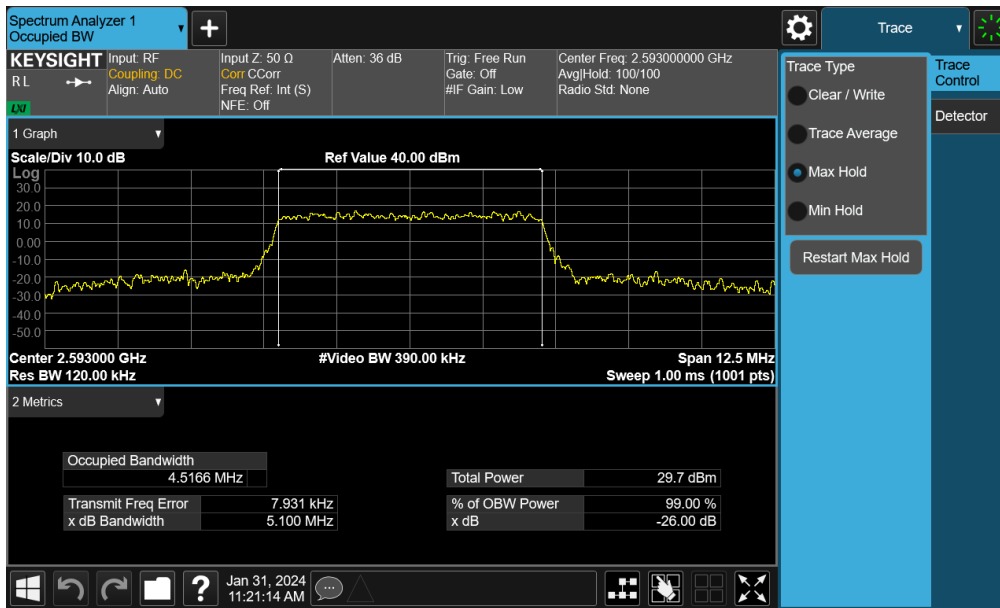 Spectrum Analyzer 1
Occupied BW
+
Trace
KEYSIGHT
R L
LXI
Input: RF
Coupling: DC
Align: Auto
Input Z: 50 Ω
Corr CCorr
Freq Ref: Int (S)
NFE: Off
Atten: 36 dB
Trig: Free Run
Gate: Off
#IF Gain: Low
Center Freq: 2.593000000 GHz
Avg|Hold: 100/100
Radio Std: None
Trace Type
Clear / Write
Trace Average
Max Hold
Min Hold
Restart Max Hold
Trace
Control
Detector
1 Graph
Scale/Div 10.0 dB
Ref Value 40.00 dBm
Log
30.0
20.0
10.0
0.00
-10.0
-20.0
-30.0
-40.0
-50.0
Center 2.593000 GHz
#Video BW 390.00 kHz
Span 12.5 MHz
Res BW 120.00 kHz
Sweep 1.00 ms (1001 pts)
2 Metrics
Occupied Bandwidth
4.5166 MHz
Total Power 29.7 dBm
Transmit Freq Error 7.931 kHz
% of OBW Power 99.00 %
x dB Bandwidth 5.100 MHz
x dB -26.00 dB
?
Jan 31, 2024
11:21:14 AM